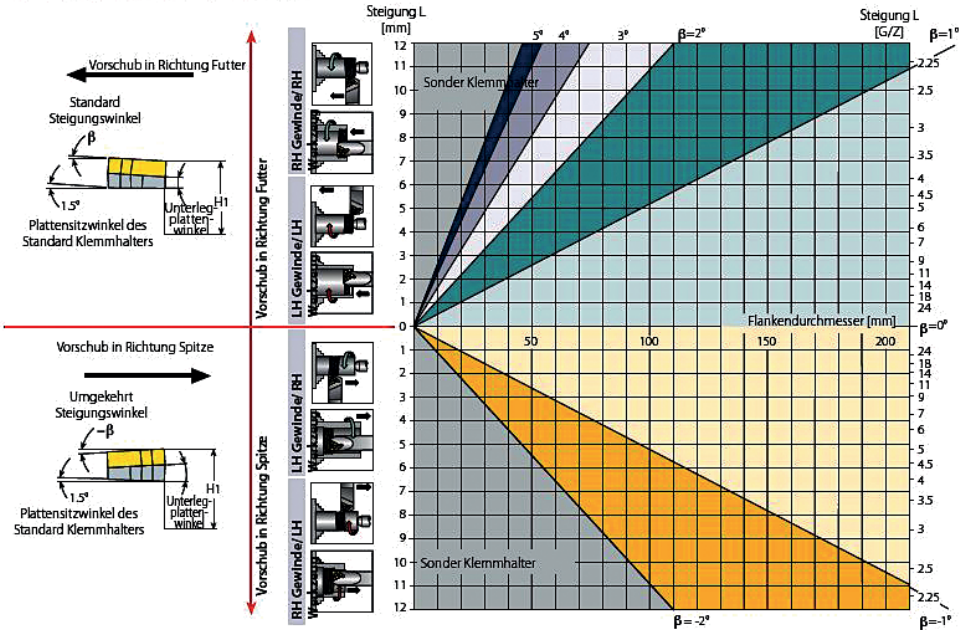 Steigung L
[mm]
Steigung L
[G/Z]
5°
4°
3°
β=2°
β=1°
Vorschub in Richtung Futter
Standard
Steigungswinkel
β
1.5°
H1
Unterleg-
platten-
winkel
Plattensitzwinkel des
Standard Klemmhalters
Vorschub in Richtung Futter
RH Gewinde/RH
Werkzeug
LH Gewinde/LH
Werkzeug
Sonder Klemmhalter
12
11
10
9
8
7
6
5
4
3
2
1
0
2.25
2.5
3
3.5
4
4.5
5
6
7
9
11
14
18
24
Flankendurchmesser [mm]
β=0°
50
100
150
200
Vorschub in Richtung Spitze
Umgekehrt
Steigungswinkel
-β
1.5°
H1
Unterleg-
platten-
winkel
Plattensitzwinkel des
Standard Klemmhalters
Vorschub in Richtung Spitze
LH Gewinde/RH
Werkzeug
RH Gewinde/LH
Werkzeug
1
2
3
4
5
6
7
8
9
10
11
12
Sonder Klemmhalter
24
18
14
11
9
7
6
5
4.5
4
3.5
3
2.5
2.25
β = -2°
β=-1°